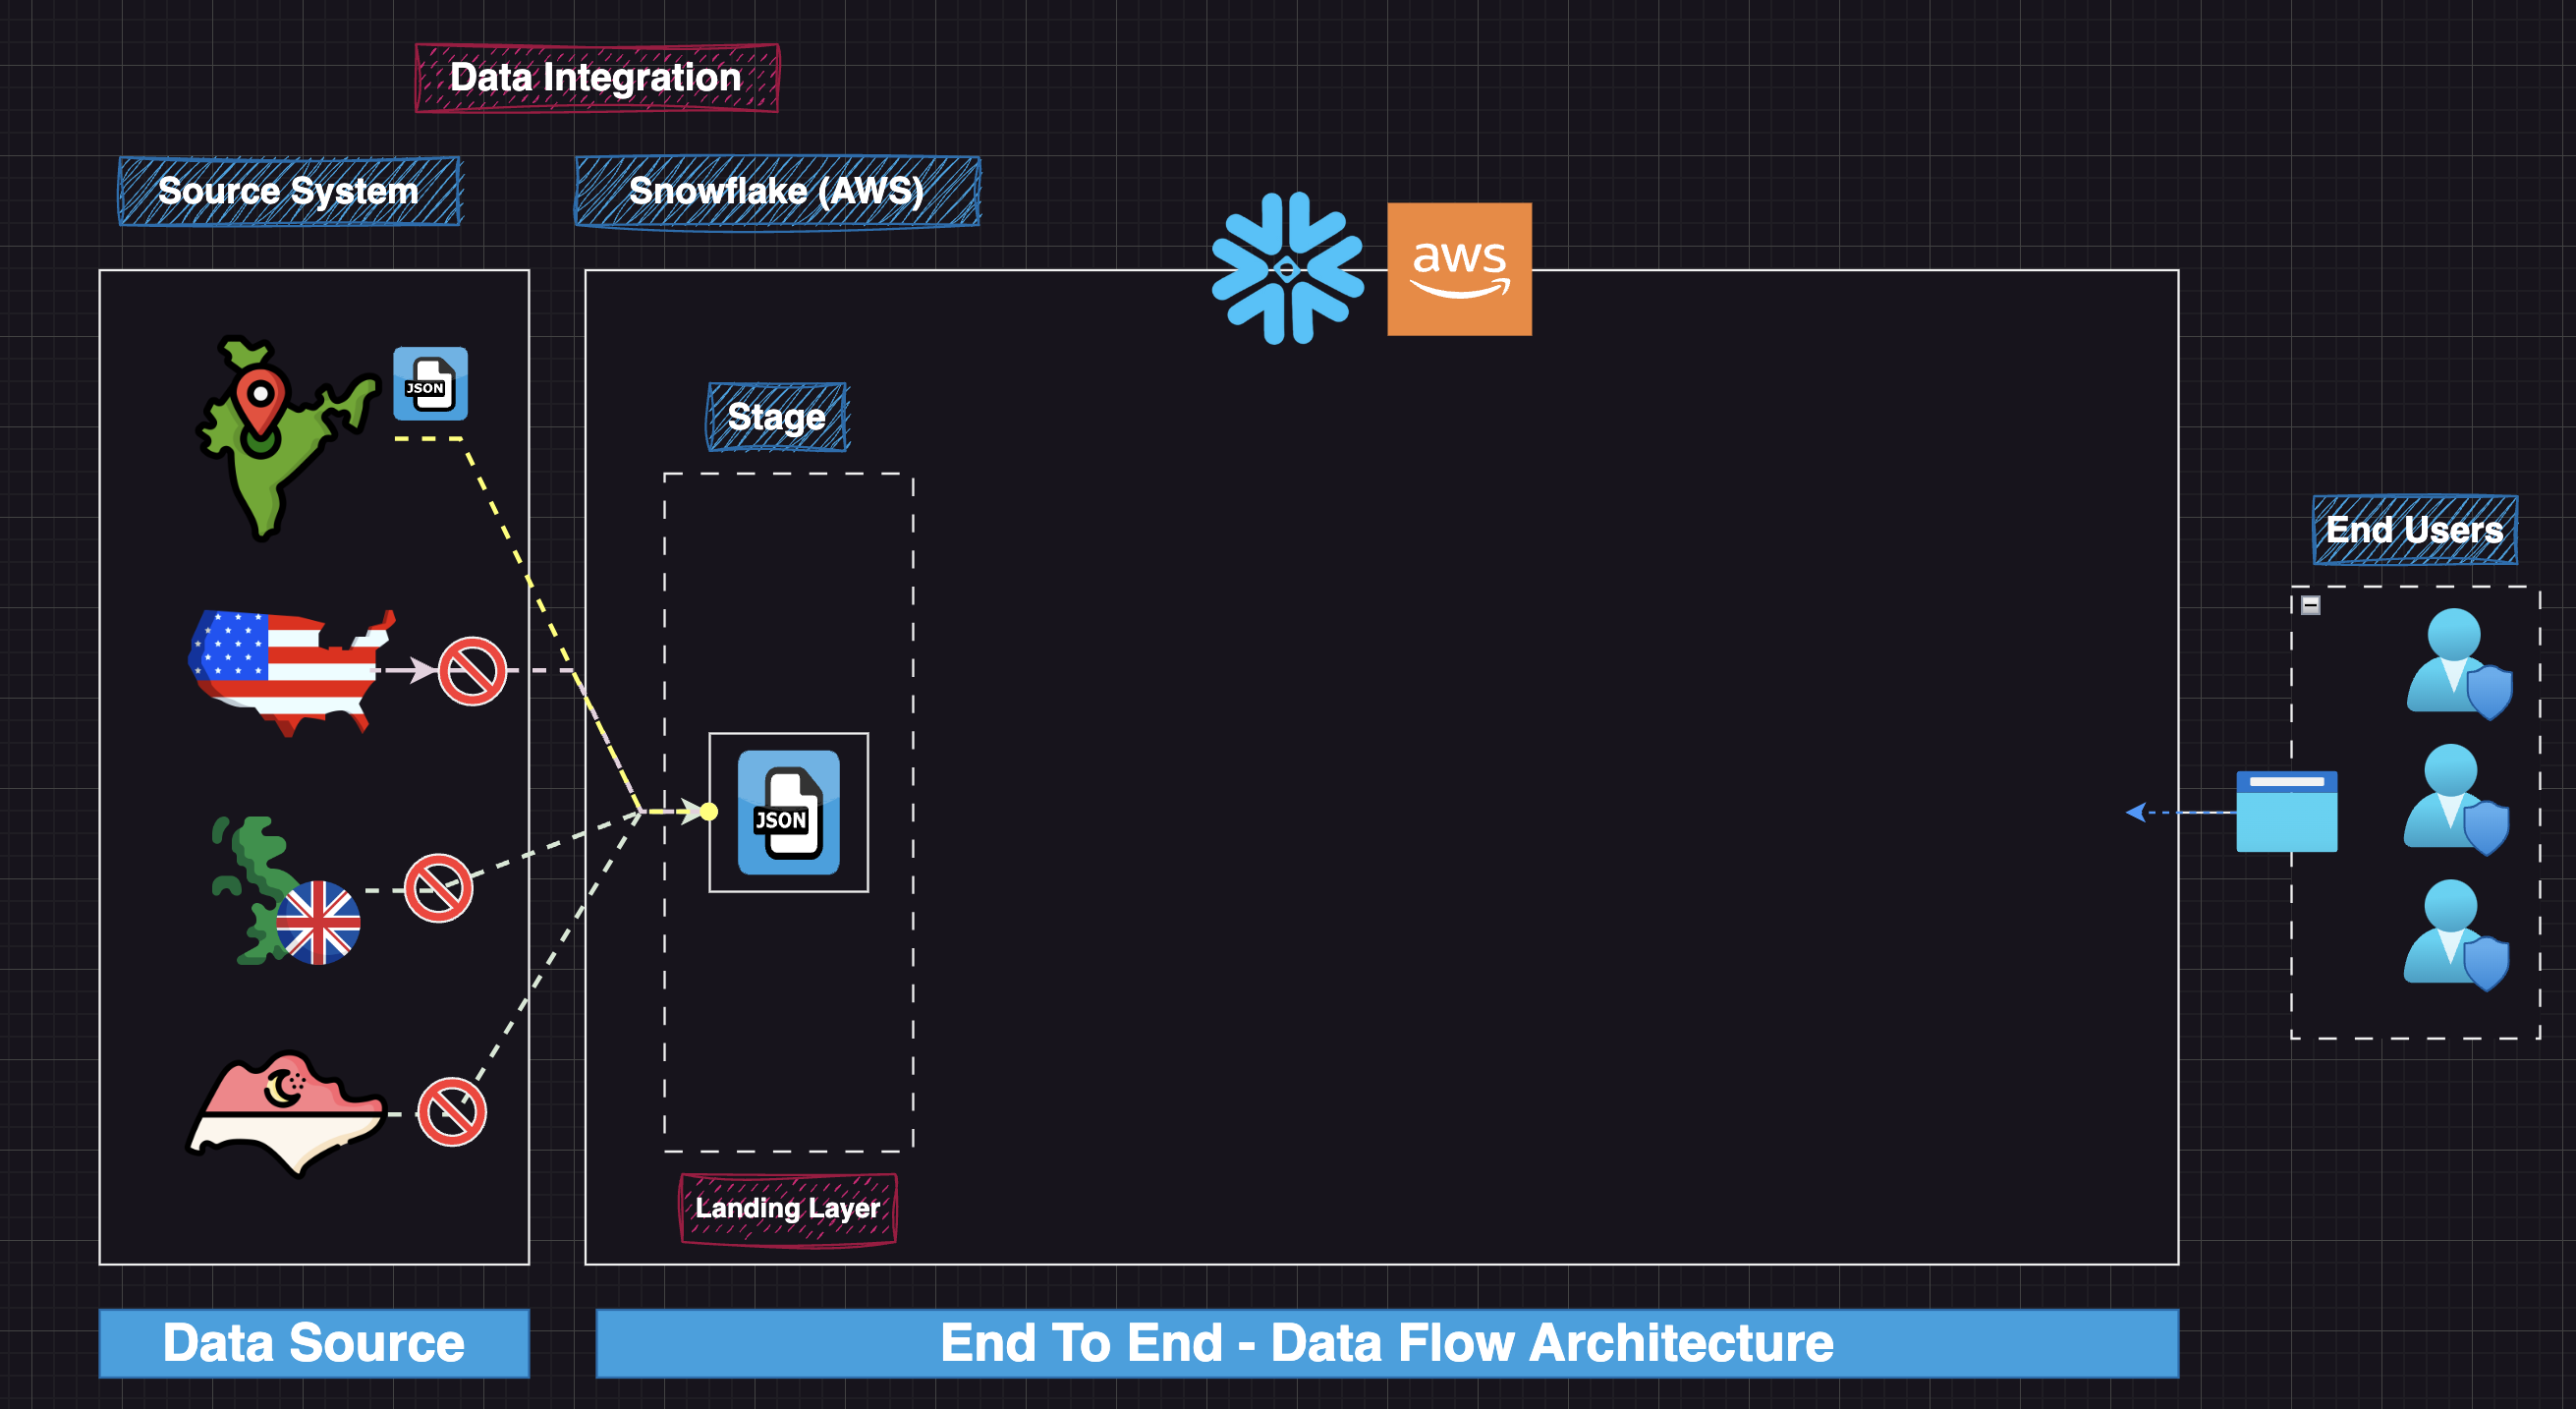 Data Integration
Source System
Snowflake (AWS)
aws
JSON
Stage
End Users
JSON
Landing Layer
Data Source
End To End - Data Flow Architecture